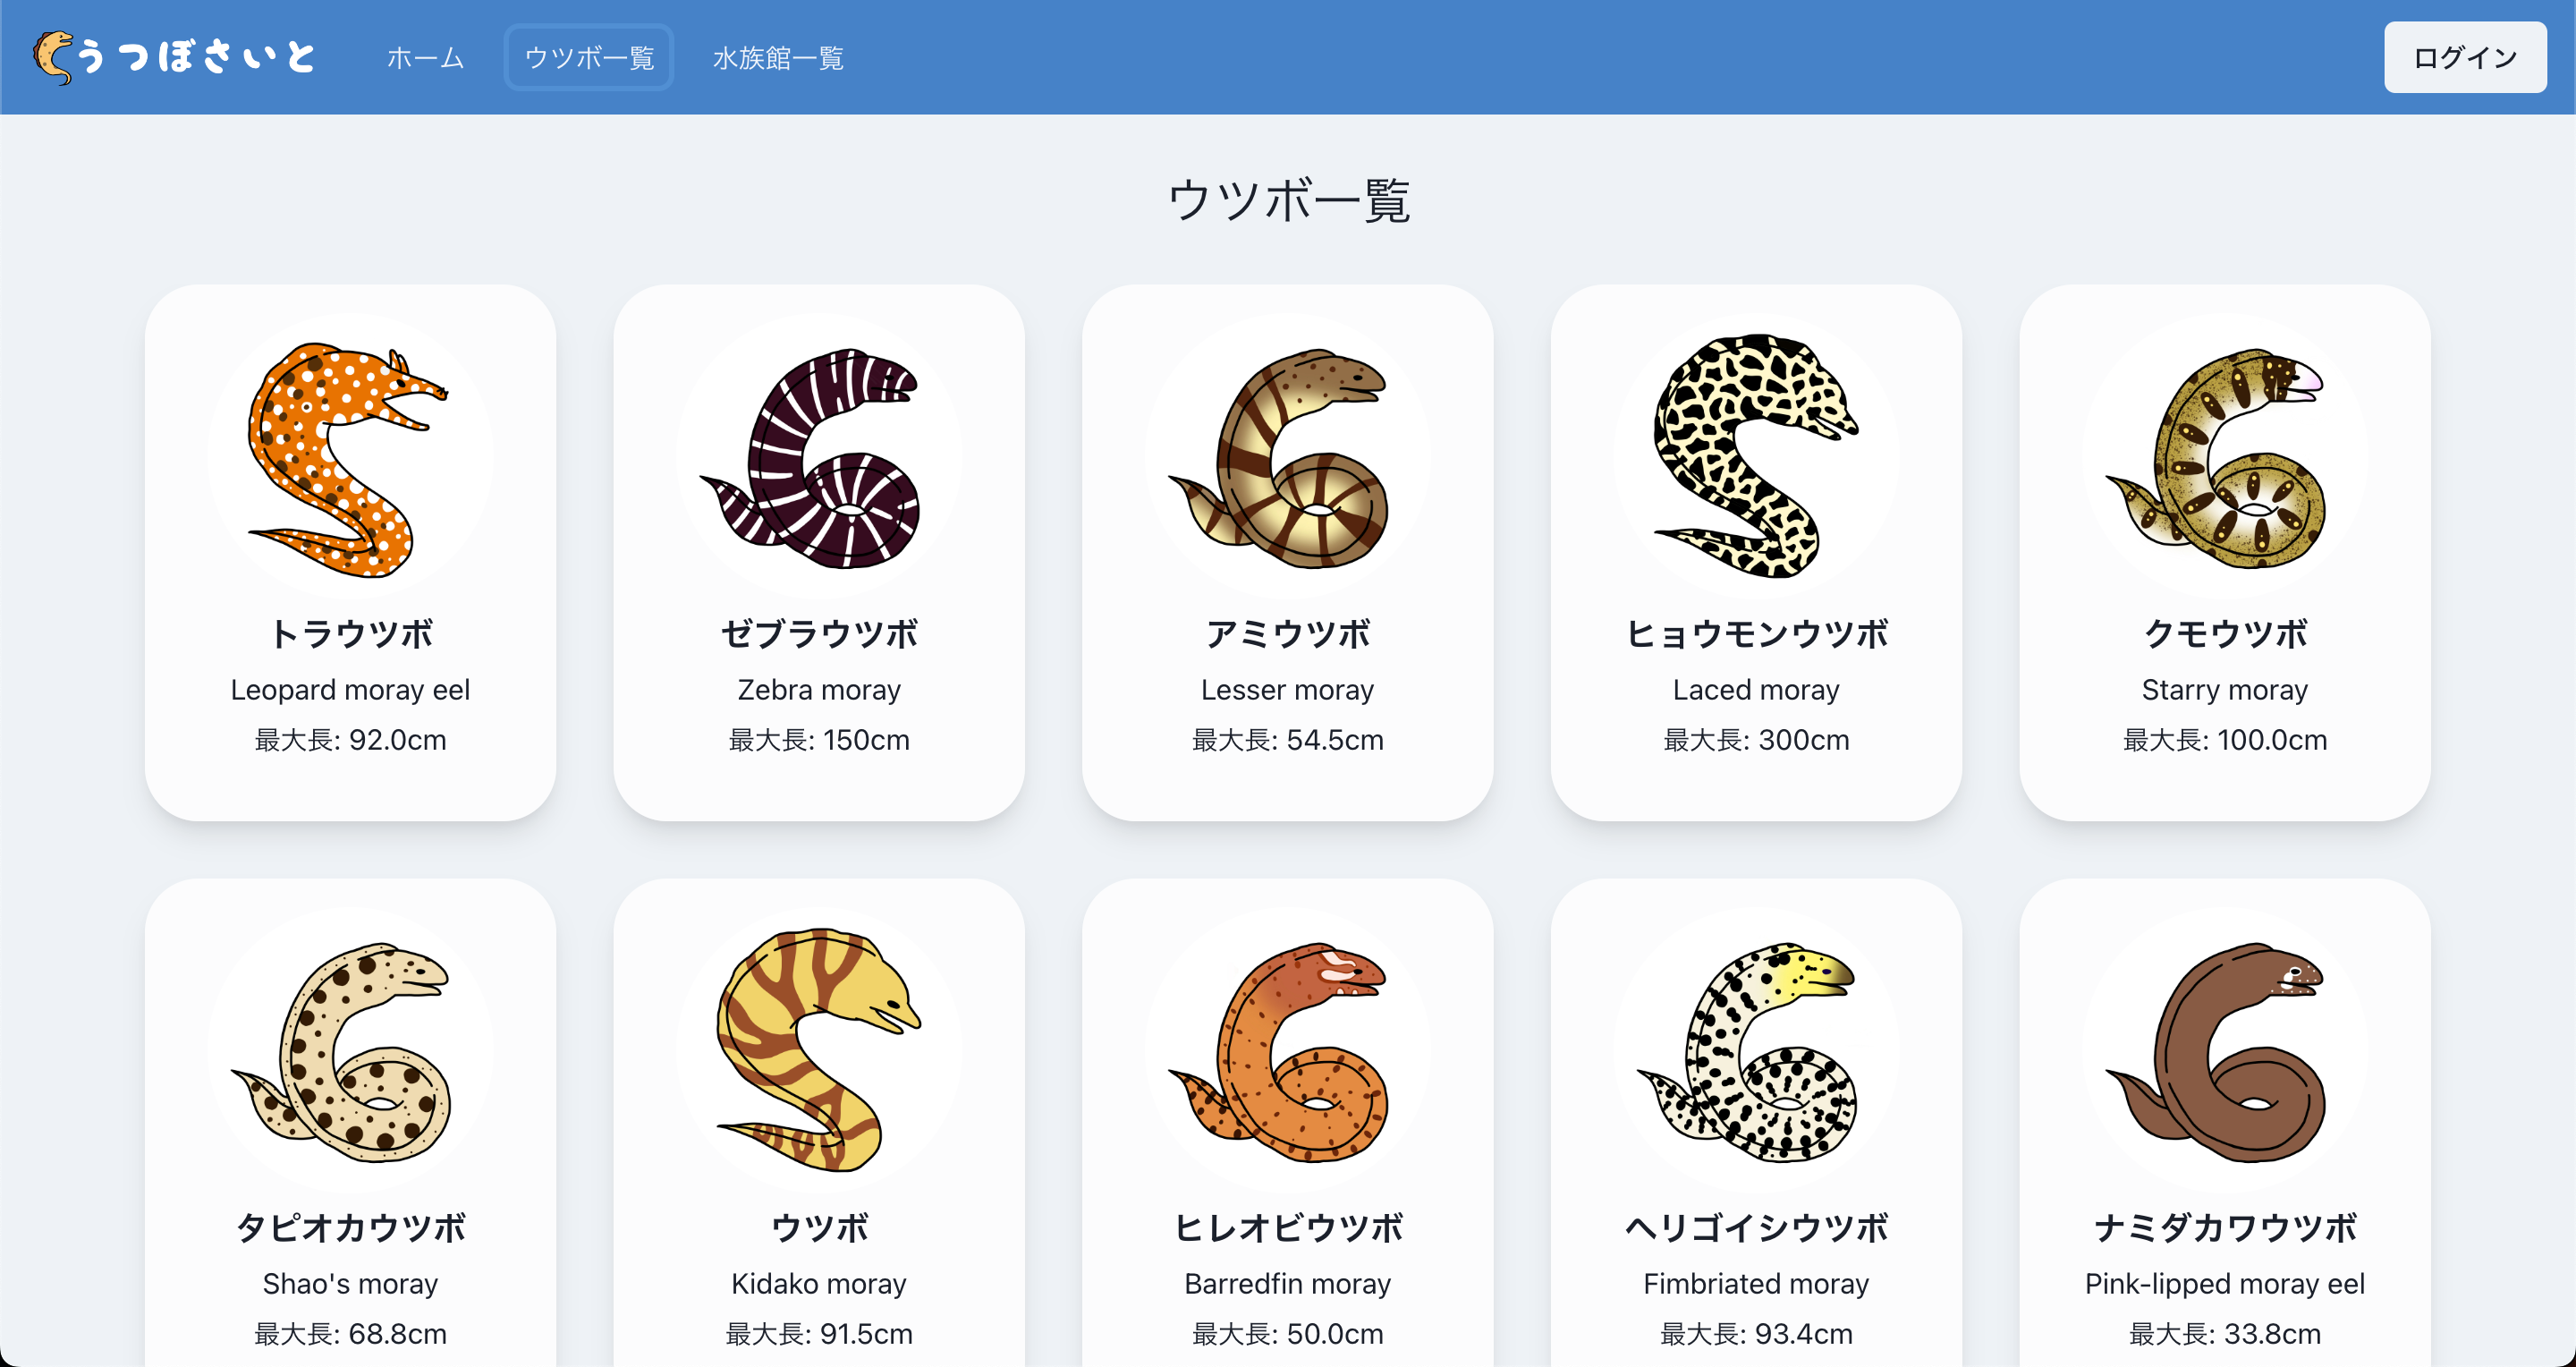 うつぼさいと
ホーム
ウツボ一覧
水族館一覧
ログイン
ウツボ一覧
トラウツボ
Leopard moray eel
最大長: 92.0cm
ゼブラウツボ
Zebra moray
最大長: 150cm
アミウツボ
Lesser moray
最大長: 54.5cm
ヒョウモンウツボ
Laced moray
最大長: 300cm
クモウツボ
Starry moray
最大長: 100.0cm
タピオカウツボ
Shao's moray
最大長: 68.8cm
ウツボ
Kidako moray
最大長: 91.5cm
ヒレオビウツボ
Barredfin moray
最大長: 50.0cm
ヘリゴイシウツボ
Fimbriated moray
最大長: 93.4cm
ナミダカワウツボ
Pink-lipped moray eel
最大長: 33.8cm